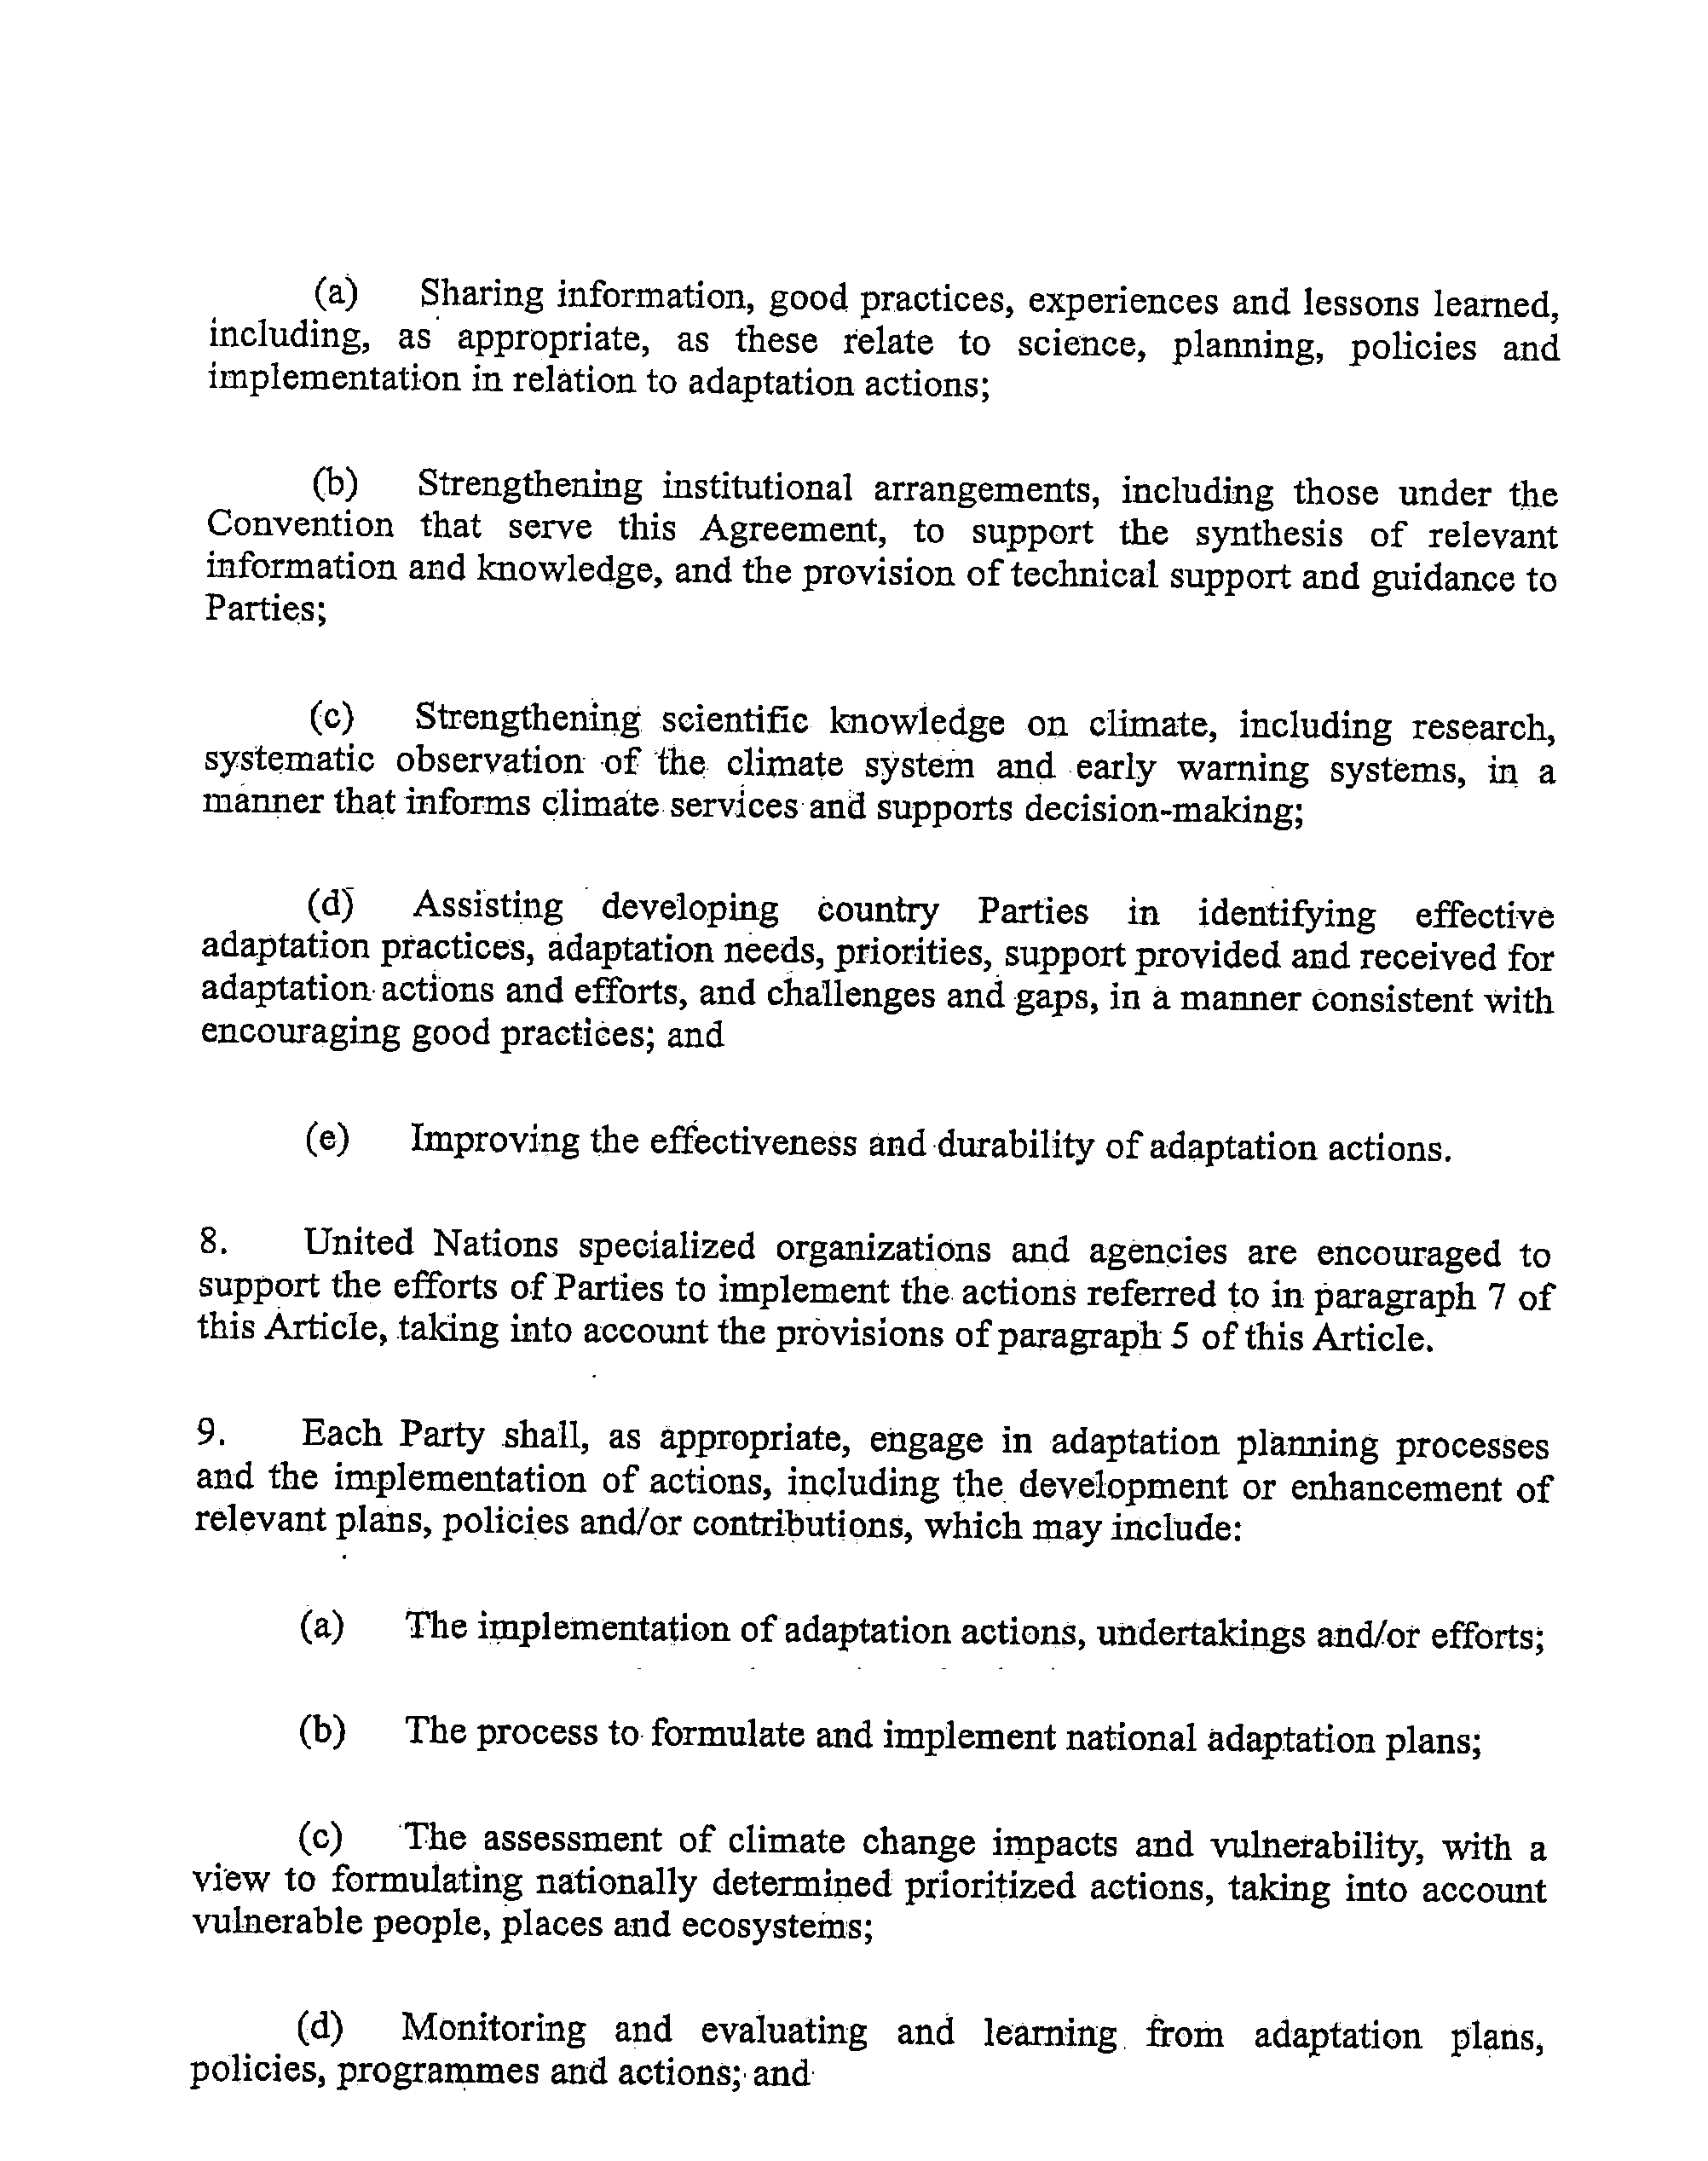 (a) Sharing information, good practices, experiences and lessons learned,
including, as appropriate, as these relate to science, planning, policies and
implementation in relation to adaptation actions;
(b) Strengthening institutional arrangements, including those under the
Convention that serve this Agreement, to support the synthesis of relevant
information and knowledge, and the provision of technical support and guidance to
Parties;
(c) Strengthening scientific knowledge on climate, including research,
systematic observation of the climate system and early warning systems, in a
manner that informs climate services and supports decision-making;
(d) Assisting developing country Parties in identifying effective
adaptation practices, adaptation needs, priorities, support provided and received for
adaptation actions and efforts, and challenges and gaps, in a manner consistent with
encouraging good practices; and
(e) Improving the effectiveness and durability of adaptation actions.
8. United Nations specialized organizations and agencies are encouraged to
support the efforts of Parties to implement the actions referred to in paragraph 7 of
this Article, taking into account the provisions of paragraph 5 of this Article.
9. Each Party shall, as appropriate, engage in adaptation planning processes
and the implementation of actions, including the development or enhancement of
relevant plans, policies and/or contributions, which may include:
(a) The implementation of adaptation actions, undertakings and/or efforts;
(b) The process to formulate and implement national adaptation plans;
(c) The assessment of climate change impacts and vulnerability, with a
view to formulating nationally determined prioritized actions, taking into account
vulnerable people, places and ecosystems;
(d) Monitoring and evaluating and learning from adaptation plans,
policies, programmes and actions; and